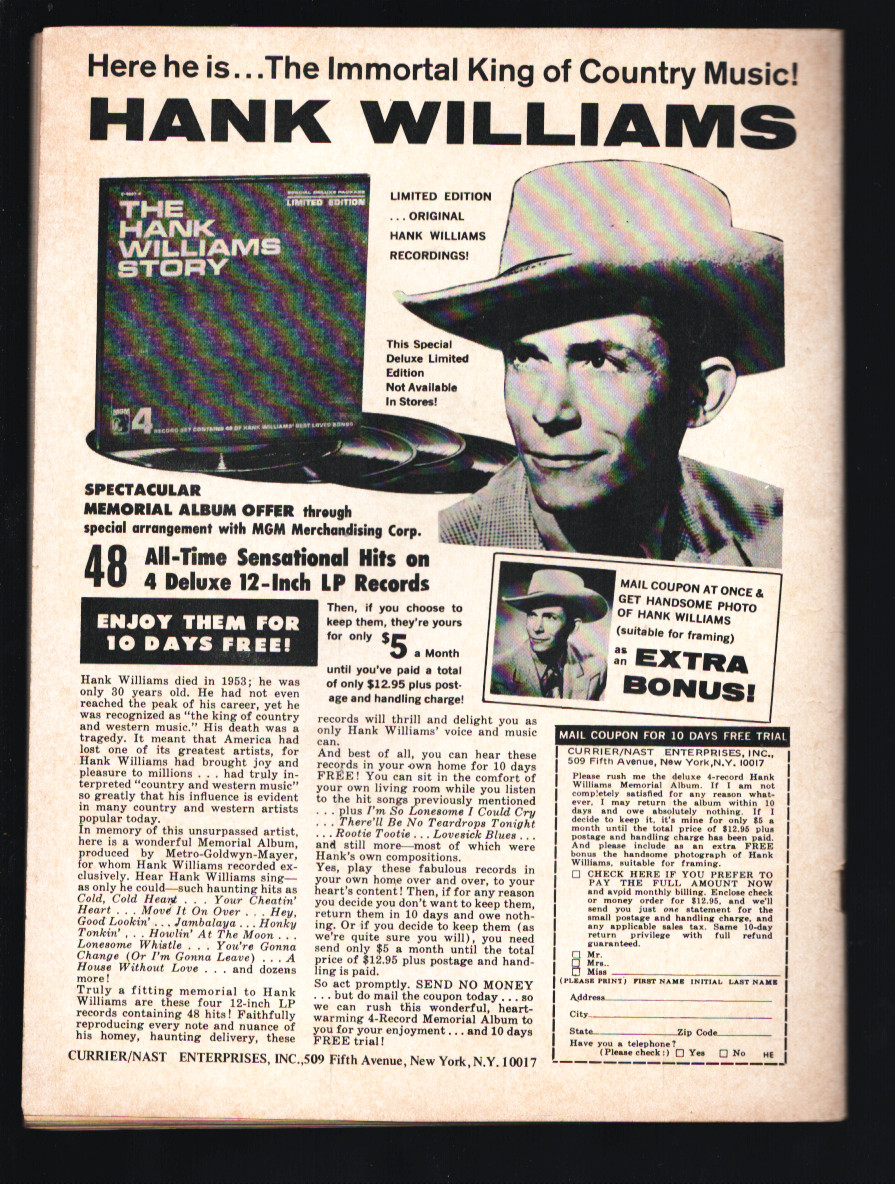 Here he is...The Immortal King of Country Music!
HANK WILLIAMS
SPECIAL DELUXE PACKAGE
LIMITED EDITION
THE
HANK
WILLIAMS
STORY
MGM
4 RECORD SET CONTAINS 48 OF HANK WILLIAMS' BEST LOVED SONGS
LIMITED EDITION
...ORIGINAL
HANK WILLIAMS
RECORDINGS!
This Special
Deluxe Limited
Edition
Not Available
In Stores!
SPECTACULAR
MEMORIAL ALBUM OFFER through
special arrangement with MGM Merchandising Corp.
48 All-Time Sensational Hits on
4 Deluxe 12-Inch LP Records
ENJOY THEM FOR
10 DAYS FREE!
Then, if you choose to
keep them, they're yours
for only $5 a Month
until you've paid a total
of only $12.95 plus post-
age and handling charge!
MAIL COUPON AT ONCE &
GET HANDSOME PHOTO
OF HANK WILLIAMS
(suitable for framing)
as an EXTRA
BONUS!
Hank Williams died in 1953; he was
only 30 years old. He had not even
reached the peak of his career, yet he
was recognized as "the king of country
and western music." His death was a
tragedy. It meant that America had
lost one of its greatest artists, for
Hank Williams had brought joy and
pleasure to millions . . . had truly in-
terpreted "country and western music"
so greatly that his influence is evident
in many country and western artists
popular today.
In memory of this unsurpassed artist,
here is a wonderful Memorial Album,
produced by Metro-Goldwyn-Mayer,
for whom Hank Williams recorded ex-
clusively. Hear Hank Williams sing—
as only he could—such haunting hits as
Cold, Cold Heart . . . Your Cheatin'
Heart . . . Move It On Over . . . Hey,
Good Lookin' . . . Jambalaya . . . Honky
Tonkin' . . . Howlin' At The Moon . . .
Lonesome Whistle . . . You're Gonna
Change (Or I'm Gonna Leave) . . . A
House Without Love . . . and dozens
more!
Truly a fitting memorial to Hank
Williams are these four 12-inch LP
records containing 48 hits! Faithfully
reproducing every note and nuance of
his homey, haunting delivery, these
records will thrill and delight you as
only Hank Williams' voice and music
can.
And best of all, you can hear these
records in your own home for 10 days
FREE! You can sit in the comfort of
your own living room while you listen
to the hit songs previously mentioned
. . . plus I'm So Lonesome I Could Cry
. . . There'll Be No Teardrops Tonight
. . . Rootie Tootie . . . Lovesick Blues . . .
and still more—most of which were
Hank's own compositions.
Yes, play these fabulous records in
your own home over and over, to your
heart's content! Then, if for any reason
you decide you don't want to keep them,
return them in 10 days and owe noth-
ing. Or if you decide to keep them (as
we're quite sure you will), you need
send only $5 a month until the total
price of $12.95 plus postage and hand-
ling is paid.
So act promptly. SEND NO MONEY
. . . but do mail the coupon today . . . so
we can rush this wonderful, heart-
warming 4-Record Memorial Album to
you for your enjoyment . . . and 10 days
FREE trial!
CURRIER/NAST ENTERPRISES, INC.,509 Fifth Avenue, New York, N.Y. 10017
MAIL COUPON FOR 10 DAYS FREE TRIAL
CURRIER/NAST ENTERPRISES, INC.,
509 Fifth Avenue, New York,N.Y. 10017
Please rush me the deluxe 4-record Hank
Williams Memorial Album. If I am not
completely satisfied for any reason what-
ever, I may return the album within 10
days and owe absolutely nothing. If I
decide to keep it, it's mine for only $5 a
month until the total price of $12.95 plus
postage and handling charge has been paid.
And please include as an extra FREE
bonus the handsome photograph of Hank
Williams, suitable for framing.
☐ CHECK HERE IF YOU PREFER TO
PAY THE FULL AMOUNT NOW
and avoid monthly billing. Enclose check
or money order for $12.95, and we'll
send you just one statement for the
small postage and handling charge, and
any applicable sales tax. Same 10-day
return privilege with full refund
guaranteed.
☐ Mr.
☐ Mrs.
☐ Miss
(PLEASE PRINT) FIRST NAME INITIAL LAST NAME
Address
City
State Zip Code
Have you a telephone?
(Please check:) ☐ Yes ☐ No HE